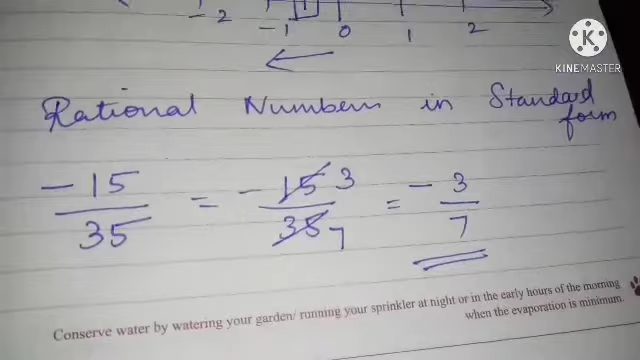 -2 -1 0 1 2
KINEMASTER
Rational Numbers in Standard
form
-15/35 = -15/35 3/7 = -3/7
Conserve water by watering your garden/ running your sprinkler at night or in the early hours of the morning
when the evaporation is minimum.